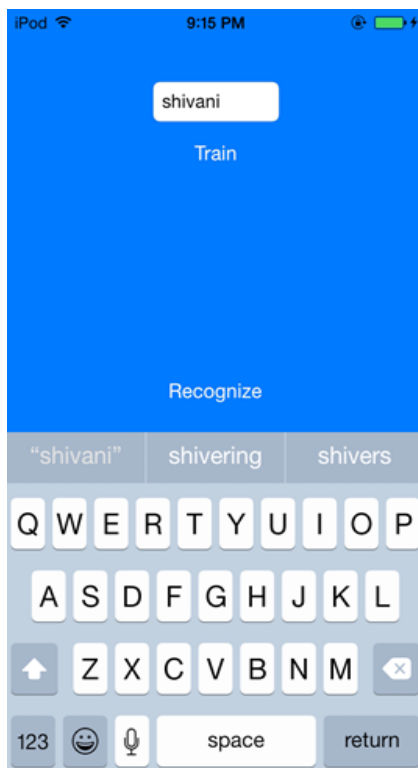 iPod 9:15 PM
shivani
Train
Recognize
“shivani” shivering shivers
Q W E R T Y U I O P
A S D F G H J K L
Z X C V B N M
123 space return